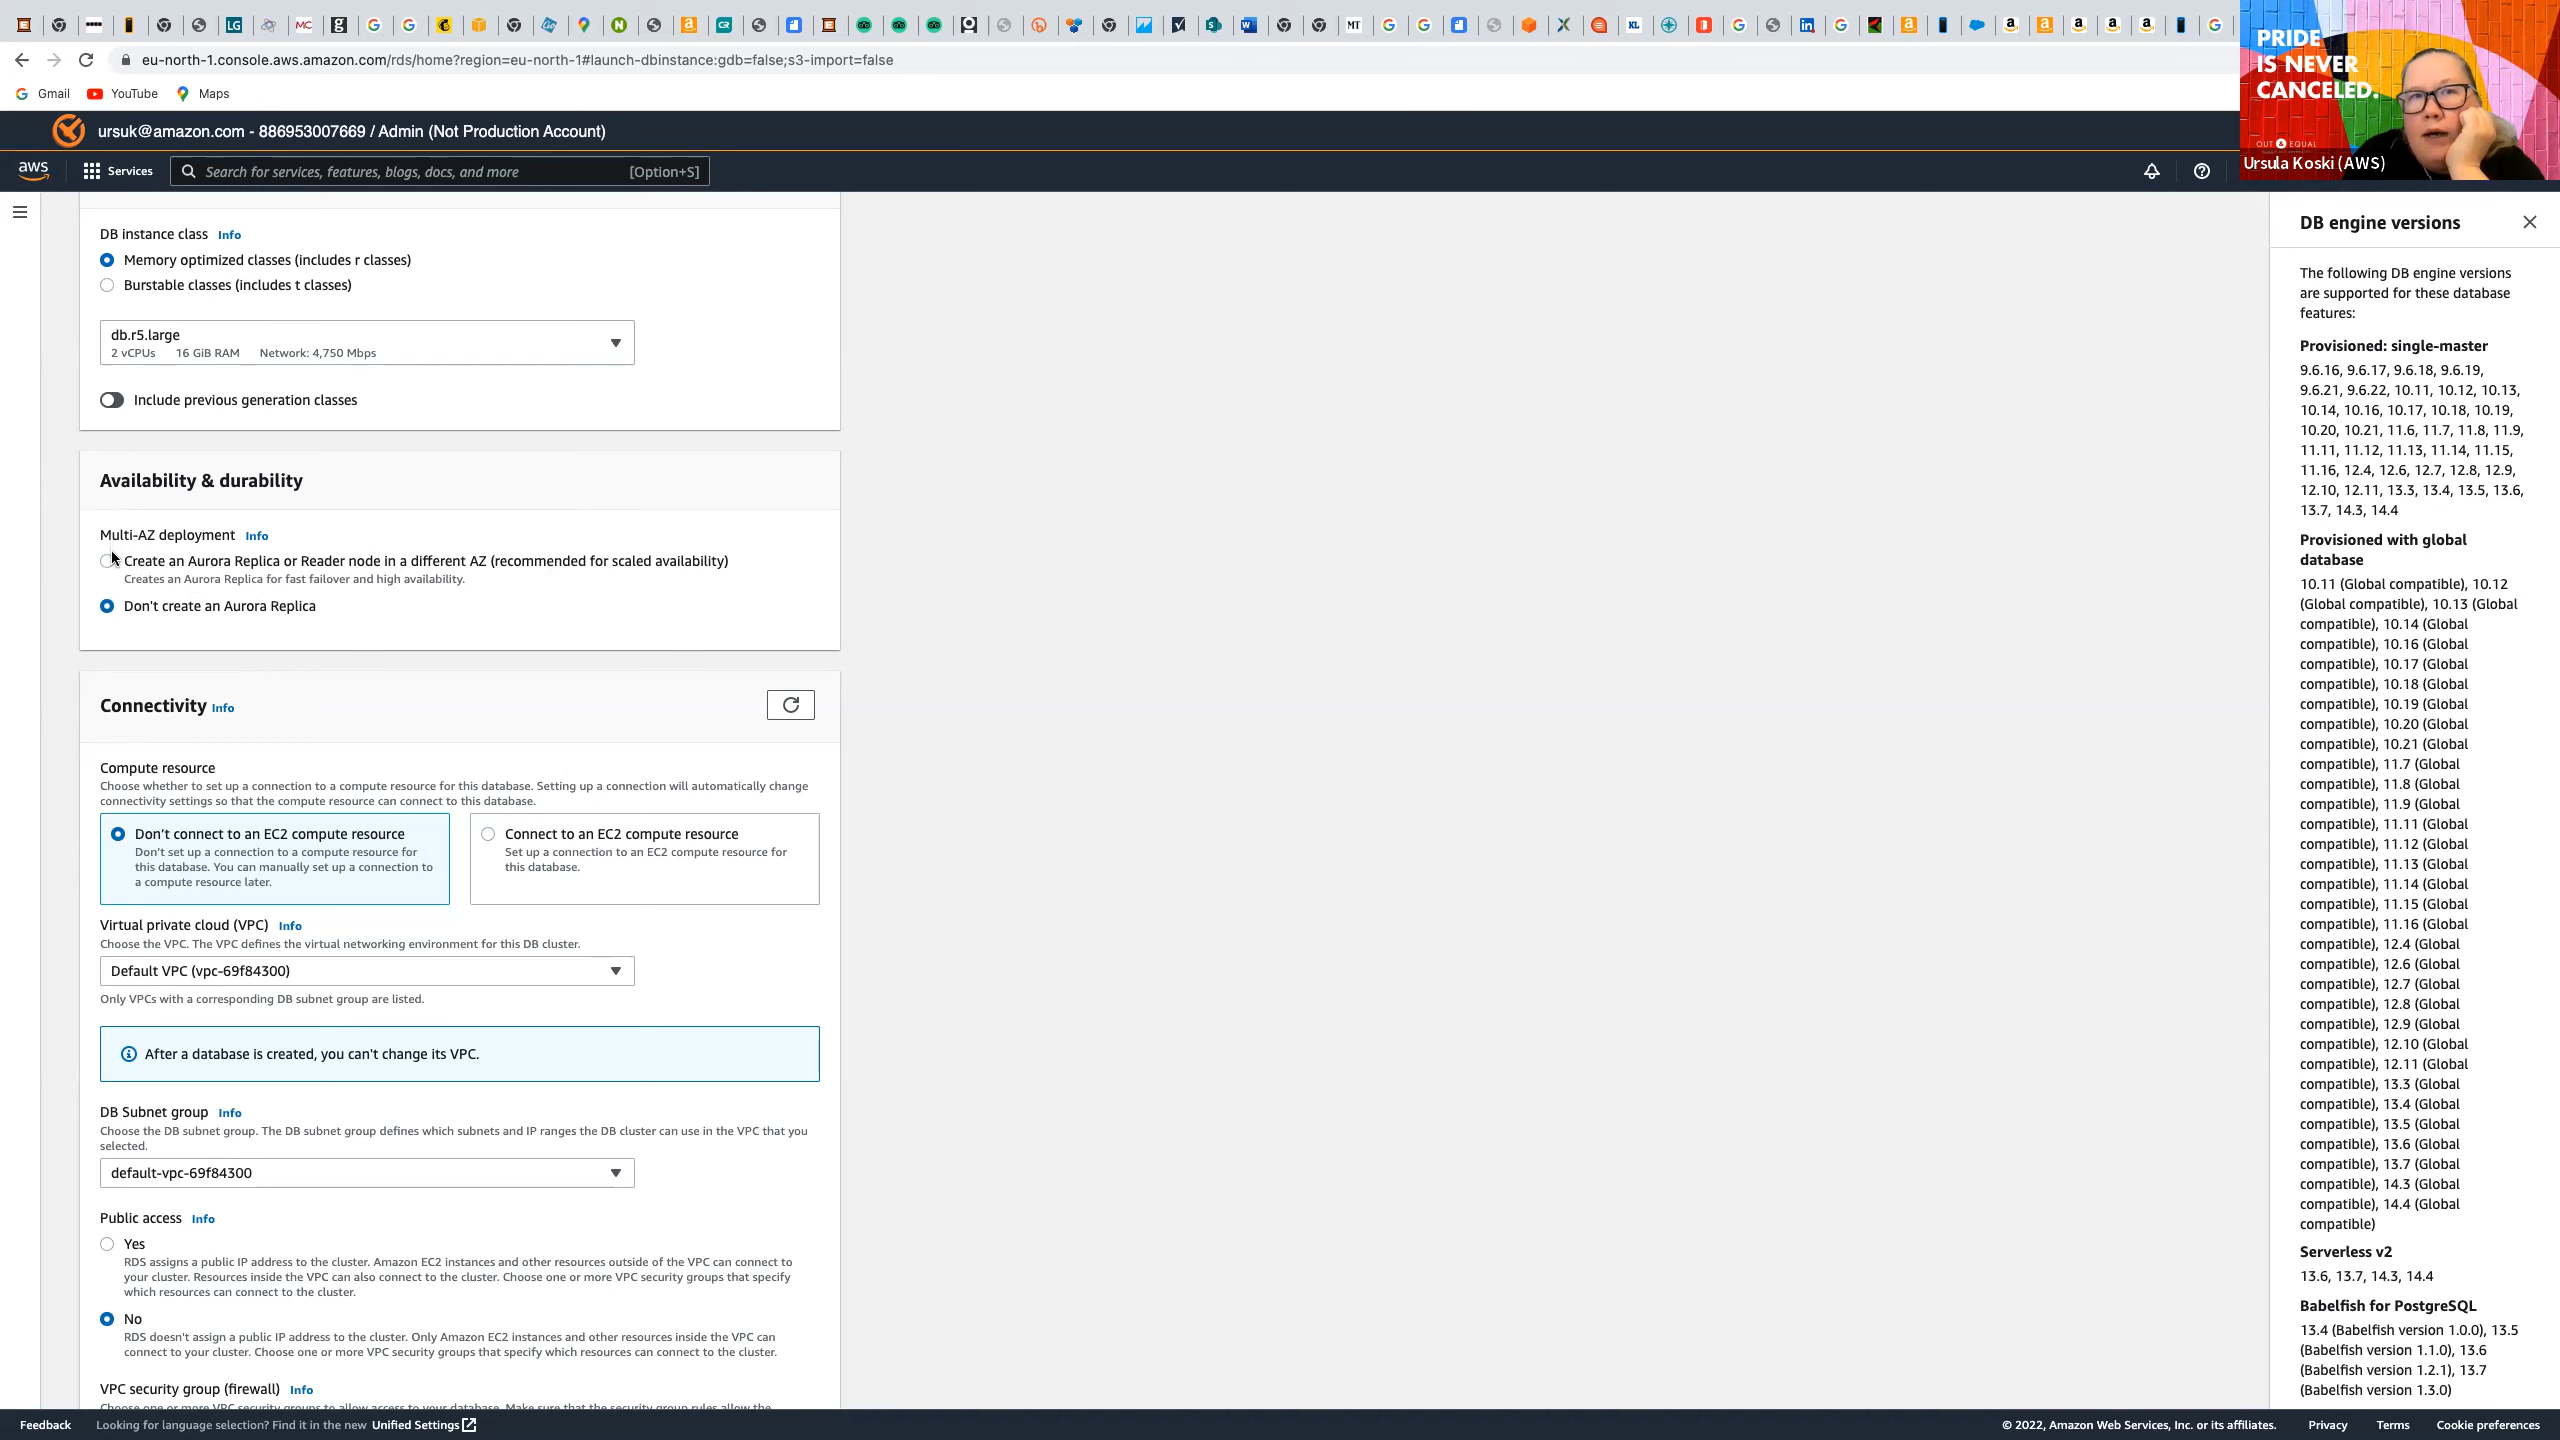 LG
MC
g
CR
MT
KL
in
eu-north-1.console.aws.amazon.com/rds/home?region=eu-north-1#launch-dbinstance:gdb=false;s3-import=false
Gmail YouTube Maps
PRIDE
IS NEVER
CANCELED.
OUT & EQUAL
Ursula Koski (AWS)
ursuk@amazon.com - 886953007669 / Admin (Not Production Account)
aws Services Search for services, features, blogs, docs, and more [Option+S]
DB instance class Info
Memory optimized classes (includes r classes)
Burstable classes (includes t classes)
db.r5.large
2 vCPUs 16 GiB RAM Network: 4,750 Mbps
Include previous generation classes
Availability & durability
Multi-AZ deployment Info
Create an Aurora Replica or Reader node in a different AZ (recommended for scaled availability)
Creates an Aurora Replica for fast failover and high availability.
Don't create an Aurora Replica
Connectivity Info
Compute resource
Choose whether to set up a connection to a compute resource for this database. Setting up a connection will automatically change
connectivity settings so that the compute resource can connect to this database.
Don't connect to an EC2 compute resource
Don't set up a connection to a compute resource for
this database. You can manually set up a connection to
a compute resource later.
Connect to an EC2 compute resource
Set up a connection to an EC2 compute resource for
this database.
Virtual private cloud (VPC) Info
Choose the VPC. The VPC defines the virtual networking environment for this DB cluster.
Default VPC (vpc-69f84300)
Only VPCs with a corresponding DB subnet group are listed.
After a database is created, you can't change its VPC.
DB Subnet group Info
Choose the DB subnet group. The DB subnet group defines which subnets and IP ranges the DB cluster can use in the VPC that you
selected.
default-vpc-69f84300
Public access Info
Yes
RDS assigns a public IP address to the cluster. Amazon EC2 instances and other resources outside of the VPC can connect to
your cluster. Resources inside the VPC can also connect to the cluster. Choose one or more VPC security groups that specify
which resources can connect to the cluster.
No
RDS doesn't assign a public IP address to the cluster. Only Amazon EC2 instances and other resources inside the VPC can
connect to your cluster. Choose one or more VPC security groups that specify which resources can connect to the cluster.
VPC security group (firewall) Info
Choose one or more VPC security groups to allow access to your database. Make sure that the security group rules allow the
DB engine versions
The following DB engine versions
are supported for these database
features:
Provisioned: single-master
9.6.16, 9.6.17, 9.6.18, 9.6.19,
9.6.21, 9.6.22, 10.11, 10.12, 10.13,
10.14, 10.16, 10.17, 10.18, 10.19,
10.20, 10.21, 11.6, 11.7, 11.8, 11.9,
11.11, 11.12, 11.13, 11.14, 11.15,
11.16, 12.4, 12.6, 12.7, 12.8, 12.9,
12.10, 12.11, 13.3, 13.4, 13.5, 13.6,
13.7, 14.3, 14.4
Provisioned with global
database
10.11 (Global compatible), 10.12
(Global compatible), 10.13 (Global
compatible), 10.14 (Global
compatible), 10.16 (Global
compatible), 10.17 (Global
compatible), 10.18 (Global
compatible), 10.19 (Global
compatible), 10.20 (Global
compatible), 10.21 (Global
compatible), 11.7 (Global
compatible), 11.8 (Global
compatible), 11.9 (Global
compatible), 11.11 (Global
compatible), 11.12 (Global
compatible), 11.13 (Global
compatible), 11.14 (Global
compatible), 11.15 (Global
compatible), 11.16 (Global
compatible), 12.4 (Global
compatible), 12.6 (Global
compatible), 12.7 (Global
compatible), 12.8 (Global
compatible), 12.9 (Global
compatible), 12.10 (Global
compatible), 12.11 (Global
compatible), 13.3 (Global
compatible), 13.4 (Global
compatible), 13.5 (Global
compatible), 13.6 (Global
compatible), 13.7 (Global
compatible), 14.3 (Global
compatible), 14.4 (Global
compatible)
Serverless v2
13.6, 13.7, 14.3, 14.4
Babelfish for PostgreSQL
13.4 (Babelfish version 1.0.0), 13.5
(Babelfish version 1.1.0), 13.6
(Babelfish version 1.2.1), 13.7
(Babelfish version 1.3.0)
Feedback Looking for language selection? Find it in the new Unified Settings
© 2022, Amazon Web Services, Inc. or its affiliates. Privacy Terms Cookie preferences